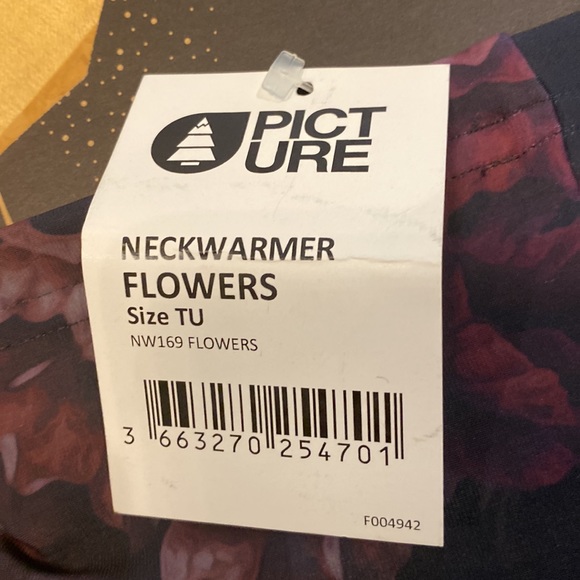 PICT
URE
NECKWARMER
FLOWERS
Size TU
NW169 FLOWERS
3 663270 254701
F004942